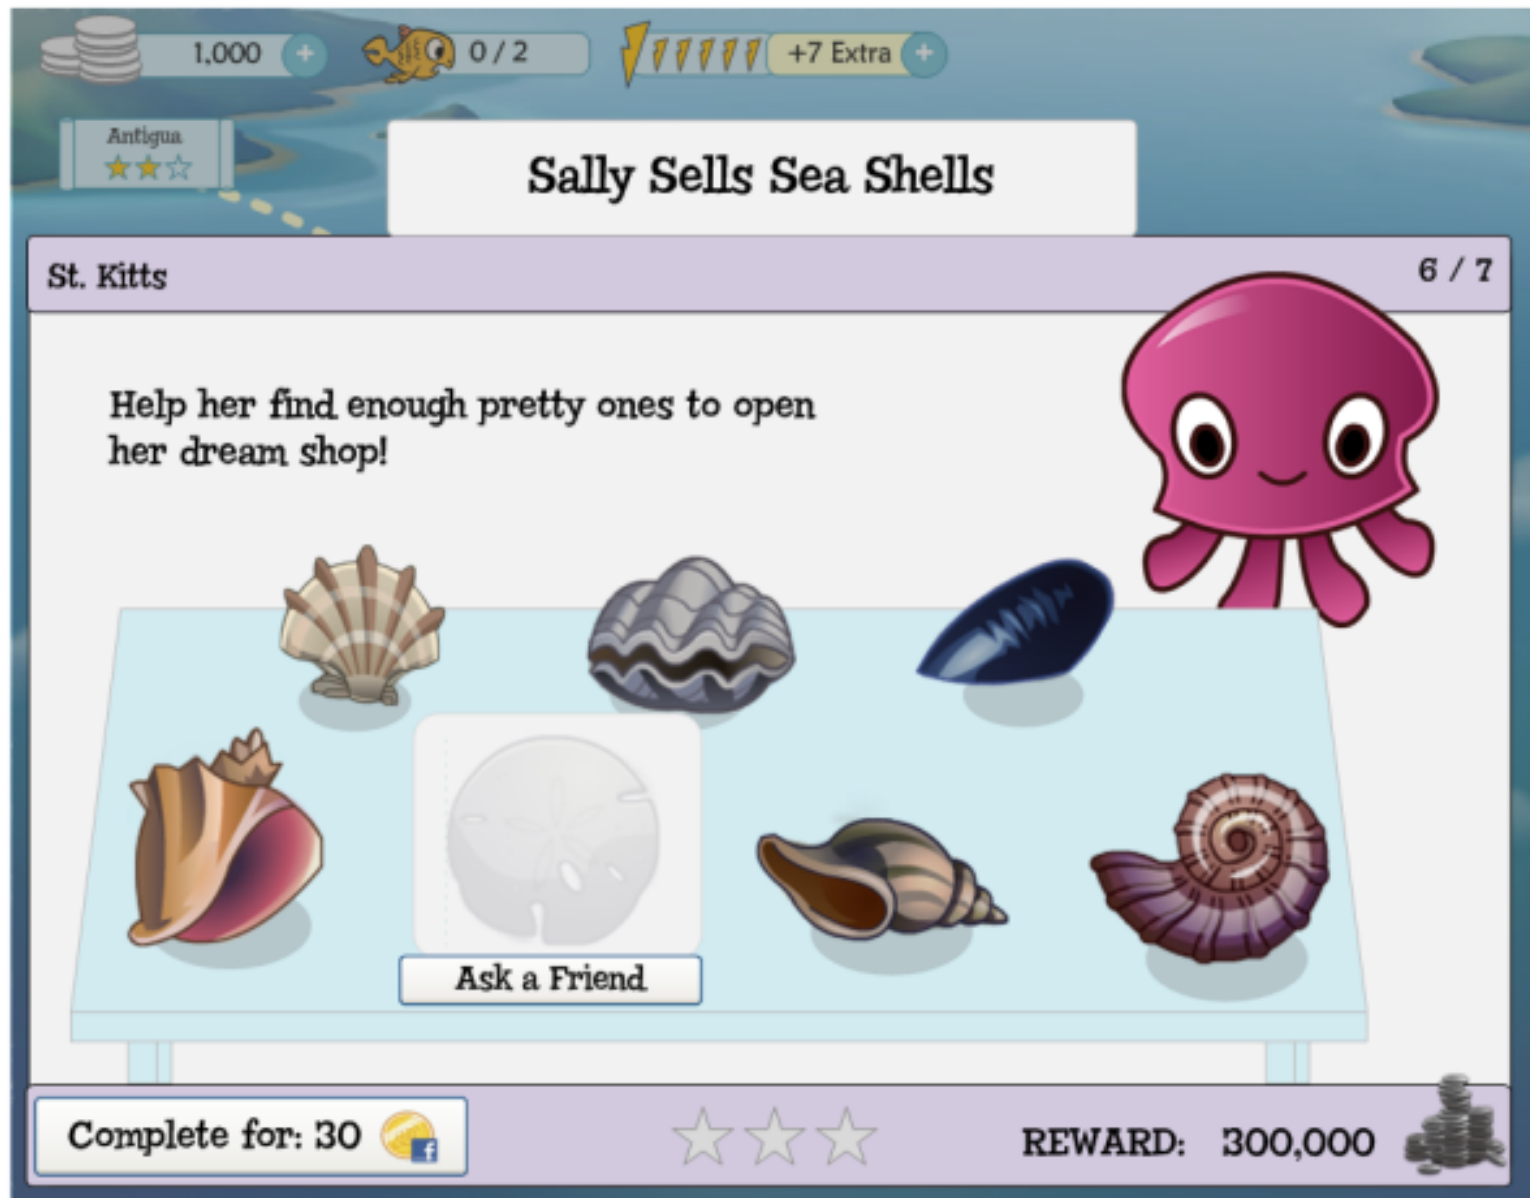 1,000 +
0 / 2
+7 Extra +
Antigua
Sally Sells Sea Shells
St. Kitts
6 / 7
Help her find enough pretty ones to open
her dream shop!
Ask a Friend
Complete for: 30 f
REWARD: 300,000